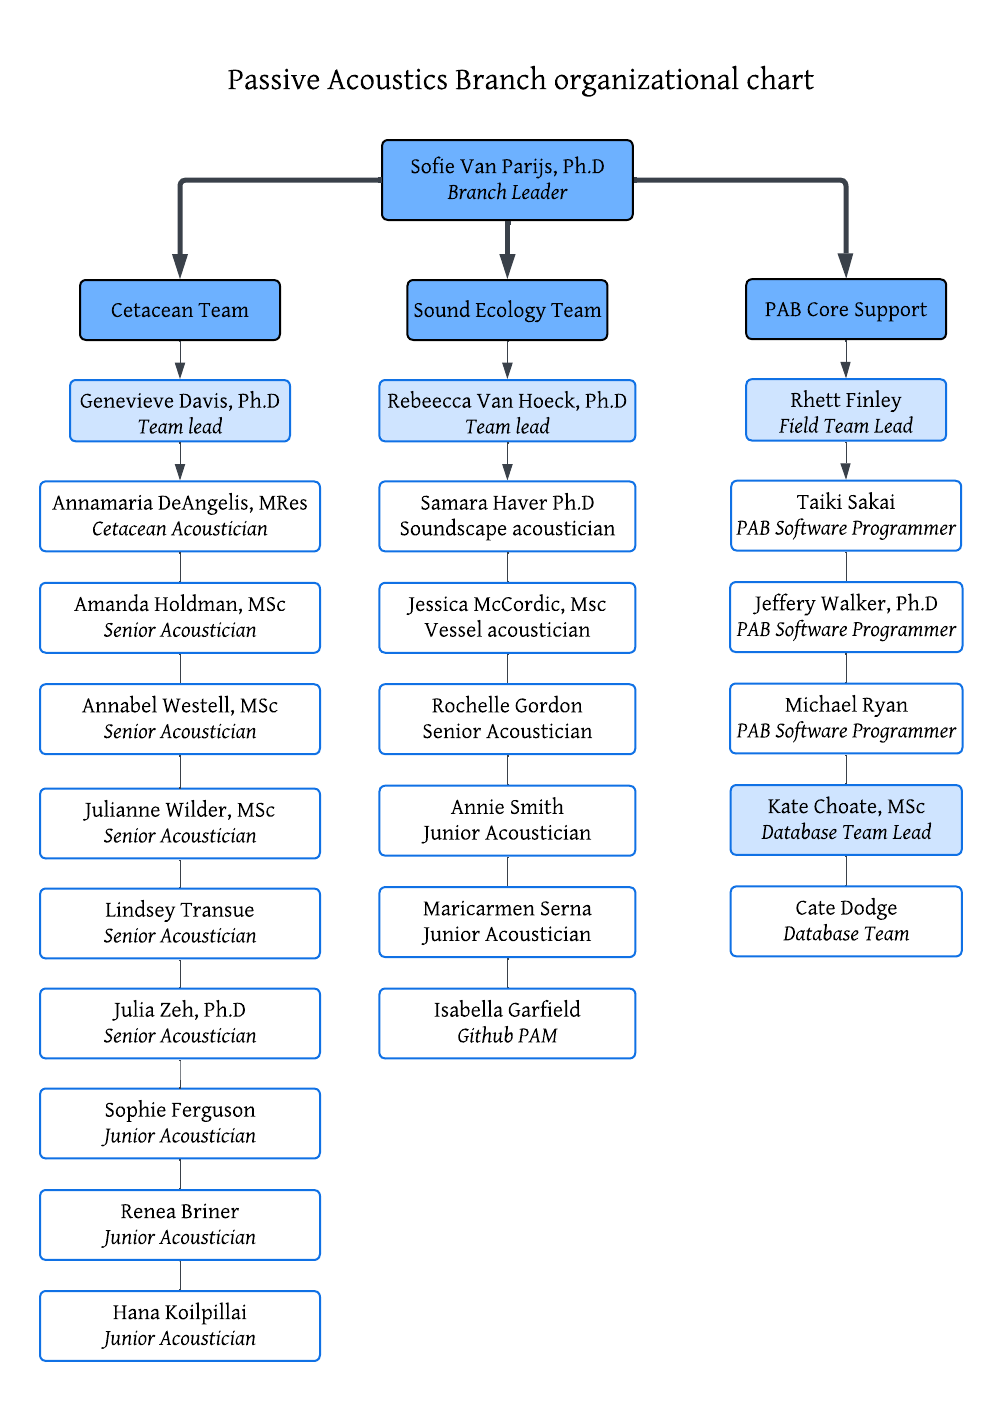 Passive Acoustics Branch organizational chart
Sofie Van Parijs, Ph.D
Branch Leader
Cetacean Team
Genevieve Davis, Ph.D
Team lead
Annamaria DeAngelis, MRes
Cetacean Acoustician
Amanda Holdman, MSc
Senior Acoustician
Annabel Westell, MSc
Senior Acoustician
Julianne Wilder, MSc
Senior Acoustician
Lindsey Transue
Senior Acoustician
Julia Zeh, Ph.D
Senior Acoustician
Sophie Ferguson
Junior Acoustician
Renea Briner
Junior Acoustician
Hana Koilpillai
Junior Acoustician
Sound Ecology Team
Rebeecca Van Hoeck, Ph.D
Team lead
Samara Haver Ph.D
Soundscape acoustician
Jessica McCordic, Msc
Vessel acoustician
Rochelle Gordon
Senior Acoustician
Annie Smith
Junior Acoustician
Maricarmen Serna
Junior Acoustician
Isabella Garfield
Github PAM
PAB Core Support
Rhett Finley
Field Team Lead
Taiki Sakai
PAB Software Programmer
Jeffery Walker, Ph.D
PAB Software Programmer
Michael Ryan
PAB Software Programmer
Kate Choate, MSc
Database Team Lead
Cate Dodge
Database Team